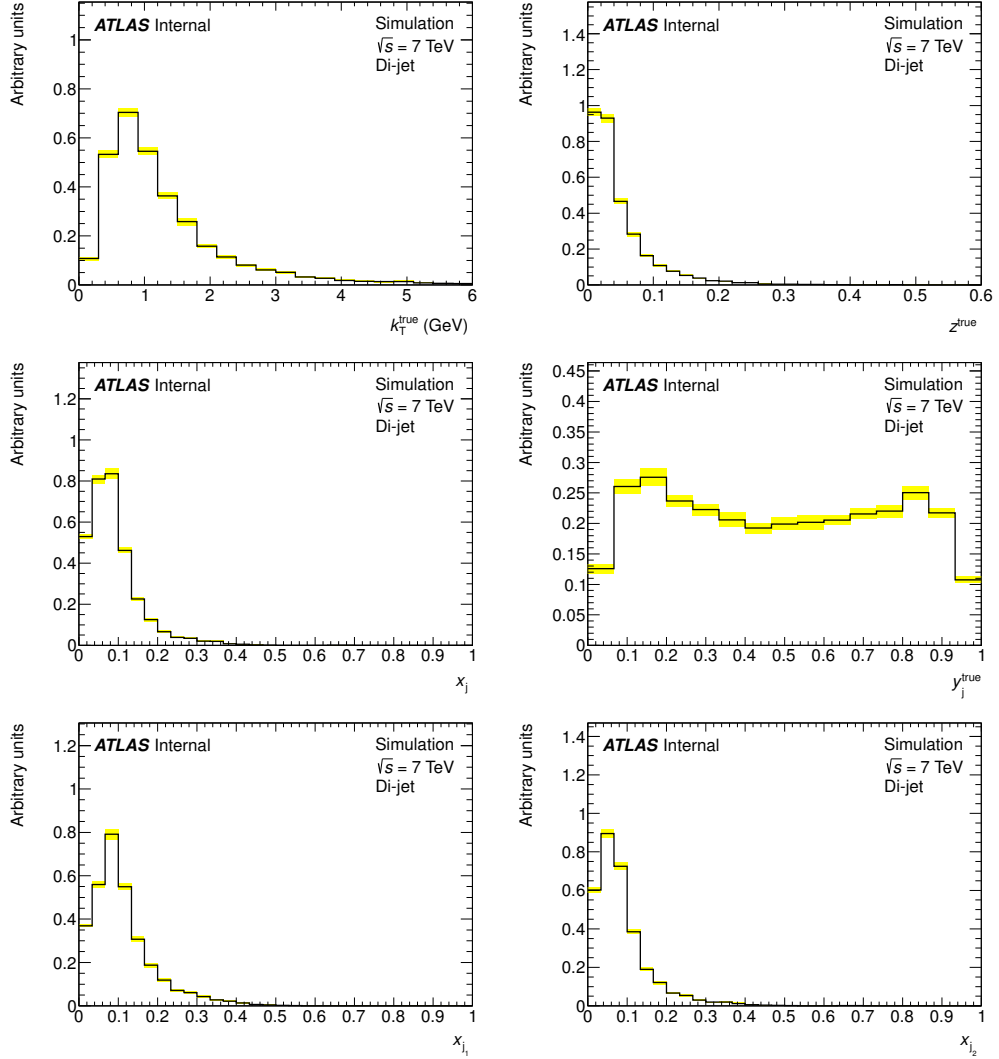 ATLAS Internal
Simulation
√s = 7 TeV
Di-jet
Arbitrary units
1
0.8
0.6
0.4
0.2
0
0 1 2 3 4 5 6
k_T^true (GeV)
ATLAS Internal
Simulation
√s = 7 TeV
Di-jet
Arbitrary units
1.4
1.2
1
0.8
0.6
0.4
0.2
0
0 0.1 0.2 0.3 0.4 0.5 0.6
z^true
ATLAS Internal
Simulation
√s = 7 TeV
Di-jet
Arbitrary units
1.2
1
0.8
0.6
0.4
0.2
0
0 0.1 0.2 0.3 0.4 0.5 0.6 0.7 0.8 0.9 1
x_j
ATLAS Internal
Simulation
√s = 7 TeV
Di-jet
Arbitrary units
0.45
0.4
0.35
0.3
0.25
0.2
0.15
0.1
0.05
0
0 0.1 0.2 0.3 0.4 0.5 0.6 0.7 0.8 0.9 1
y_j^true
ATLAS Internal
Simulation
√s = 7 TeV
Di-jet
Arbitrary units
1.2
1
0.8
0.6
0.4
0.2
0
0 0.1 0.2 0.3 0.4 0.5 0.6 0.7 0.8 0.9 1
x_j₁
ATLAS Internal
Simulation
√s = 7 TeV
Di-jet
Arbitrary units
1.4
1.2
1
0.8
0.6
0.4
0.2
0
0 0.1 0.2 0.3 0.4 0.5 0.6 0.7 0.8 0.9 1
x_j₂